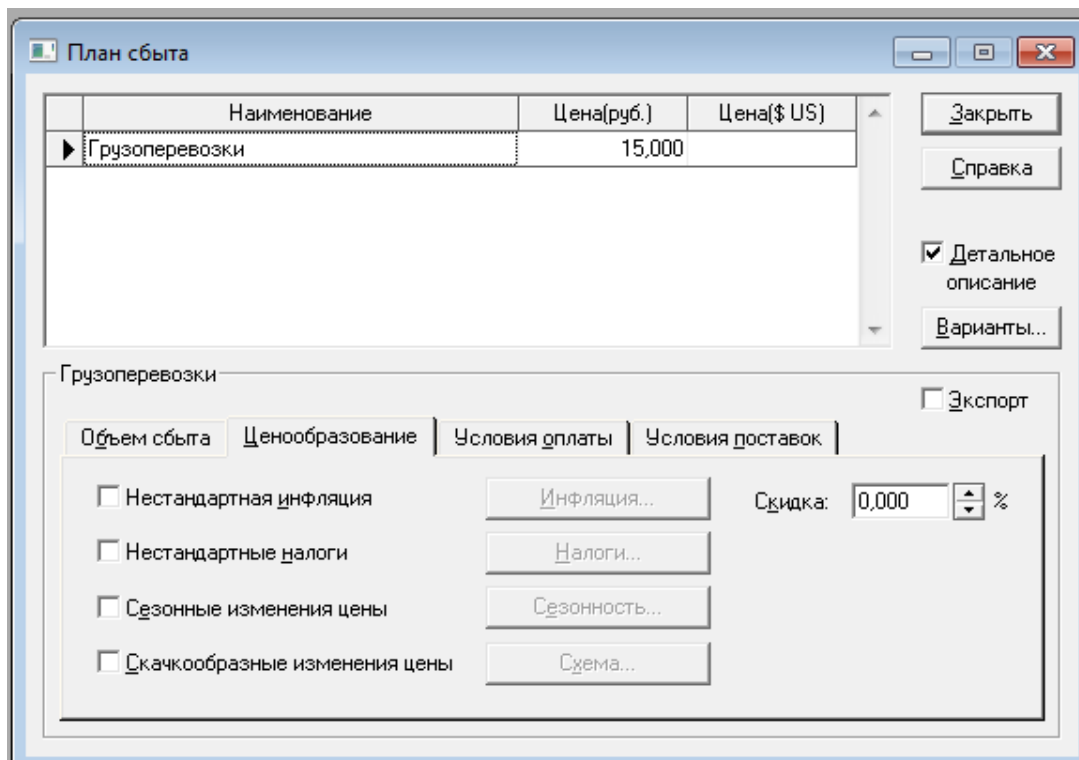 План сбыта
Наименование Цена(руб.) Цена($ US)
Грузоперевозки 15,000
Закрыть
Справка
Детальное
описание
Варианты...
Грузоперевозки
Экспорт
Объем сбыта Ценообразование Условия оплаты Условия поставок
Нестандартная инфляция Инфляция... Скидка: 0,000 %
Нестандартные налоги Налоги...
Сезонные изменения цены Сезонность...
Скачкообразные изменения цены Схема...